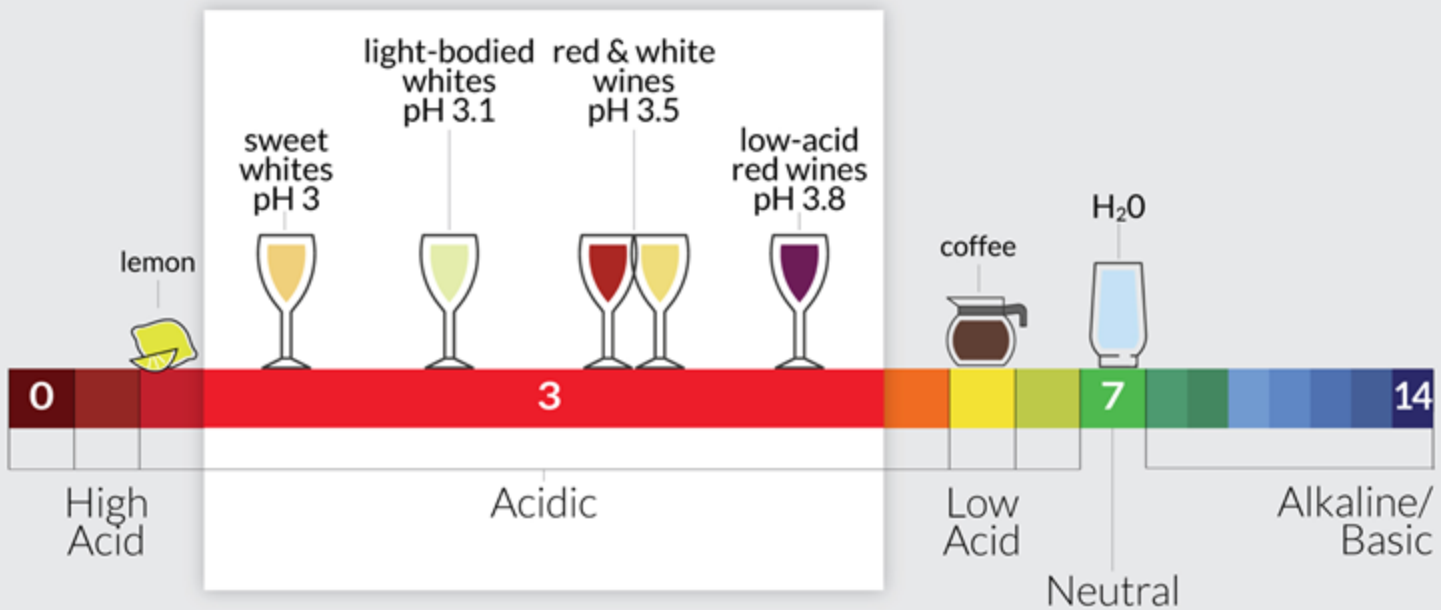 light-bodied
whites
pH 3.1
red & white
wines
pH 3.5
sweet
whites
pH 3
low-acid
red wines
pH 3.8
lemon
coffee
H₂0
0
3
7
14
High
Acid
Acidic
Low
Acid
Neutral
Alkaline/
Basic